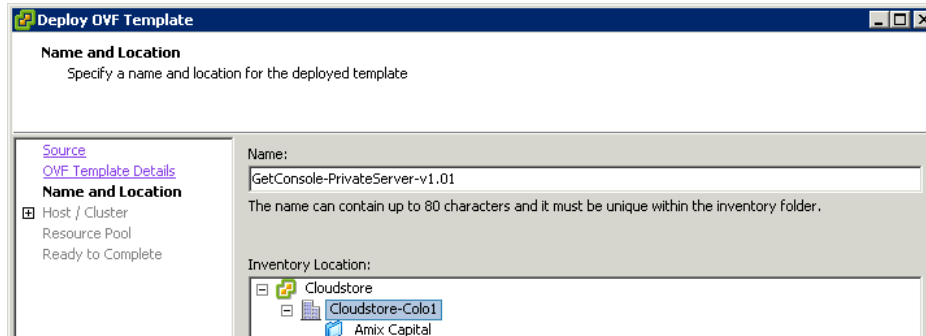 Deploy OVF Template
Name and Location
Specify a name and location for the deployed template
Source
OVF Template Details
Name and Location
Host / Cluster
Resource Pool
Ready to Complete
Name:
GetConsole-PrivateServer-v1.01
The name can contain up to 80 characters and it must be unique within the inventory folder.
Inventory Location:
Cloudstore
Cloudstore-Colo1
Amix Capital